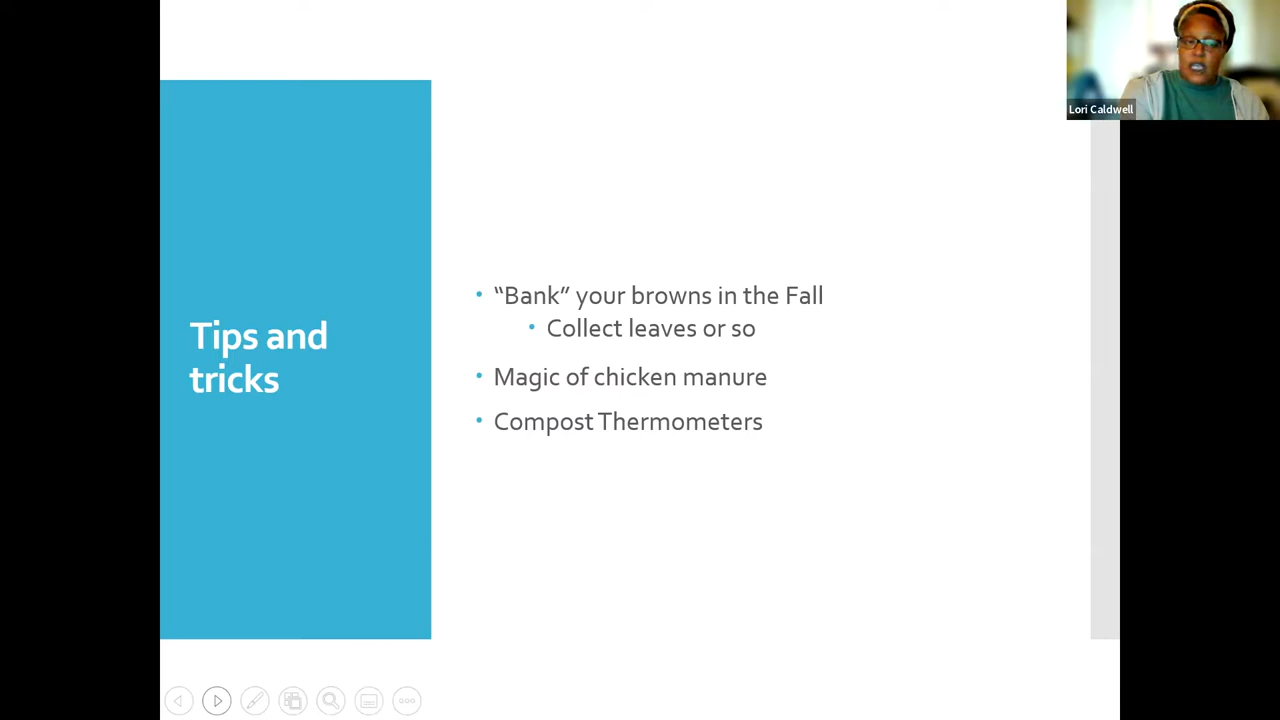 Lori Caldwell
Tips and
tricks
• “Bank” your browns in the Fall
• Collect leaves or so
• Magic of chicken manure
• Compost Thermometers